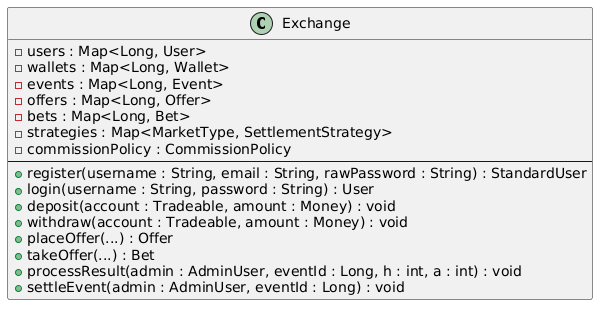 C Exchange
users : Map<Long, User>
wallets : Map<Long, Wallet>
events : Map<Long, Event>
offers : Map<Long, Offer>
bets : Map<Long, Bet>
strategies : Map<MarketType, SettlementStrategy>
commissionPolicy : CommissionPolicy
register(username : String, email : String, rawPassword : String) : StandardUser
login(username : String, password : String) : User
deposit(account : Tradeable, amount : Money) : void
withdraw(account : Tradeable, amount : Money) : void
placeOffer(...) : Offer
takeOffer(...) : Bet
processResult(admin : AdminUser, eventId : Long, h : int, a : int) : void
settleEvent(admin : AdminUser, eventId : Long) : void